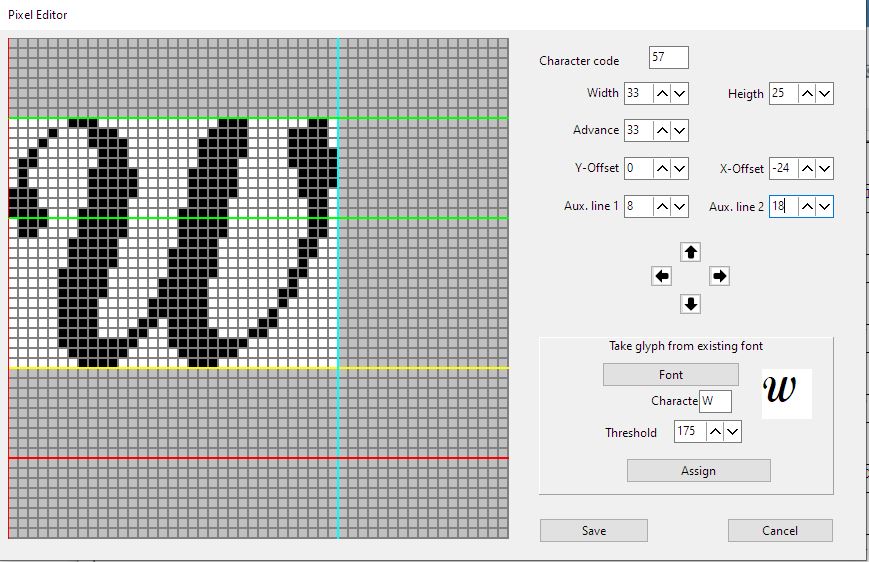 Pixel Editor
Character code 57
Width 33 Heigth 25
Advance 33
Y-Offset 0 X-Offset -24
Aux. line 1 8 Aux. line 2 18
Take glyph from existing font
Font
Characte W
Threshold 175
Assign
Save Cancel
W
W